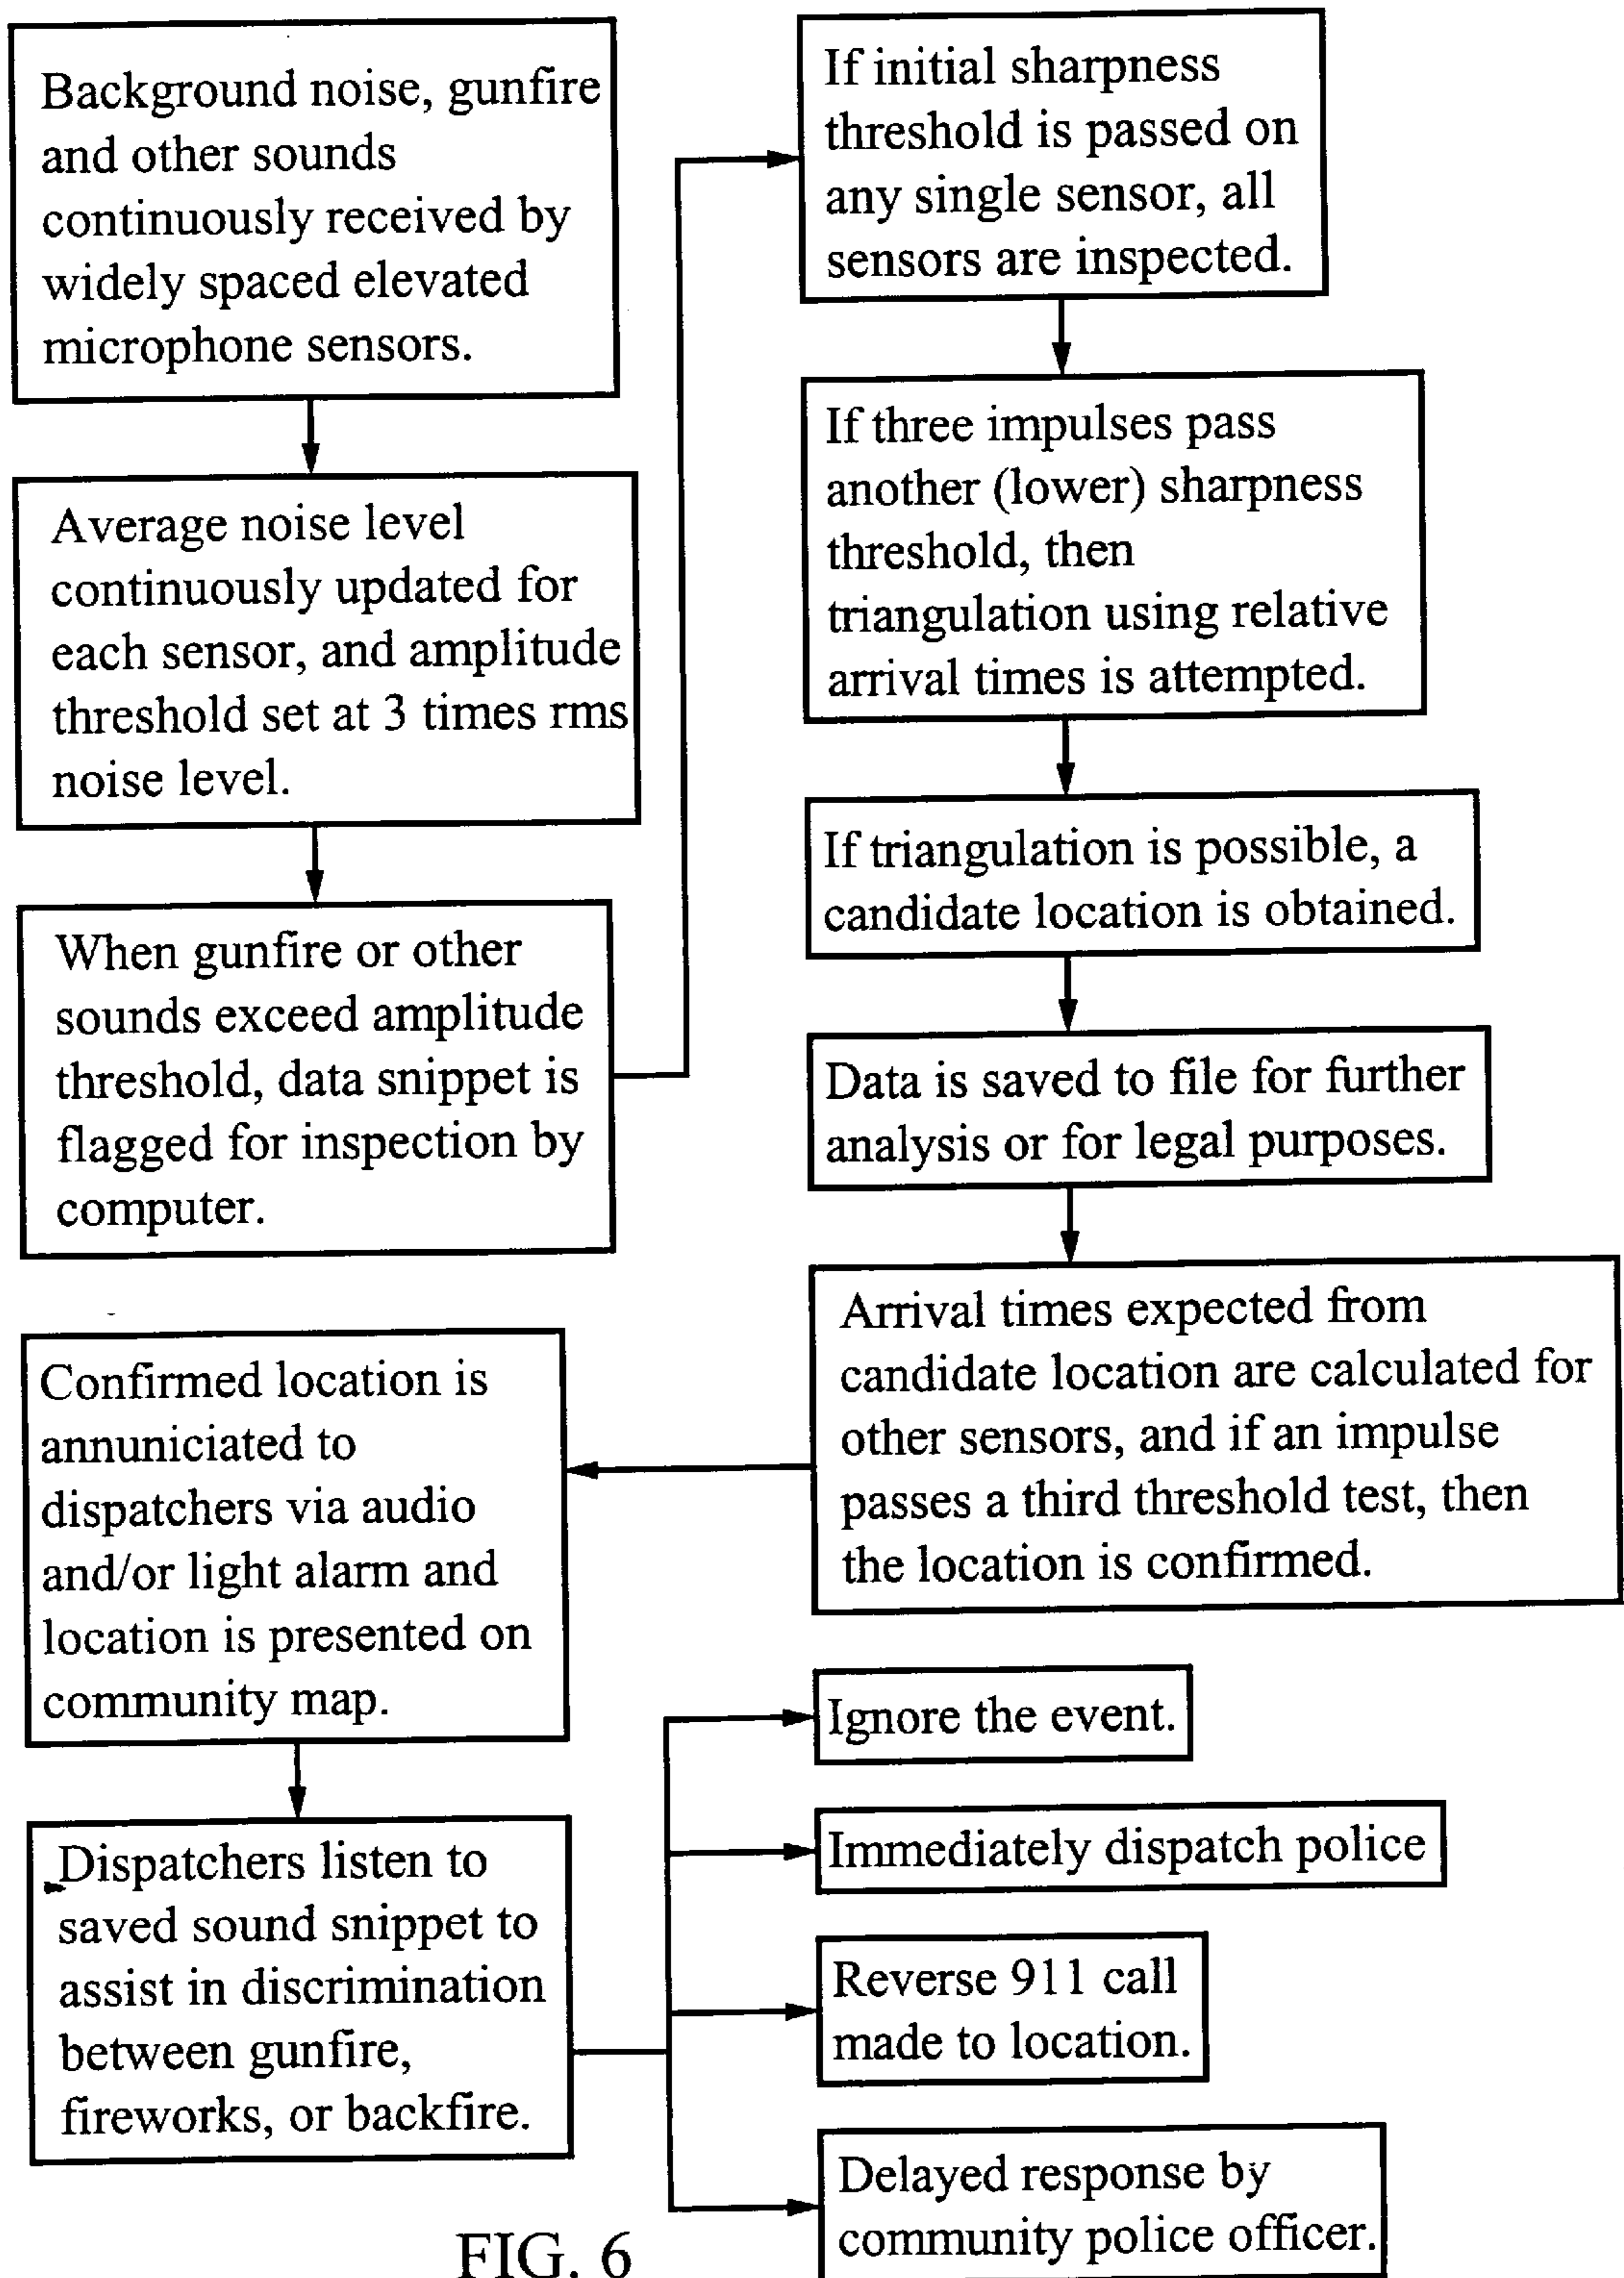 Background noise, gunfire
and other sounds
continuously received by
widely spaced elevated
microphone sensors.
Average noise level
continuously updated for
each sensor, and amplitude
threshold set at 3 times rms
noise level.
When gunfire or other
sounds exceed amplitude
threshold, data snippet is
flagged for inspection by
computer.
If initial sharpness
threshold is passed on
any single sensor, all
sensors are inspected.
If three impulses pass
another (lower) sharpness
threshold, then
triangulation using relative
arrival times is attempted.
If triangulation is possible, a
candidate location is obtained.
Data is saved to file for further
analysis or for legal purposes.
Arrival times expected from
candidate location are calculated for
other sensors, and if an impulse
passes a third threshold test, then
the location is confirmed.
Confirmed location is
annuniciated to
dispatchers via audio
and/or light alarm and
location is presented on
community map.
Dispatchers listen to
saved sound snippet to
assist in discrimination
between gunfire,
fireworks, or backfire.
Ignore the event.
Immediately dispatch police
Reverse 911 call
made to location.
Delayed response by
community police officer.
FIG. 6